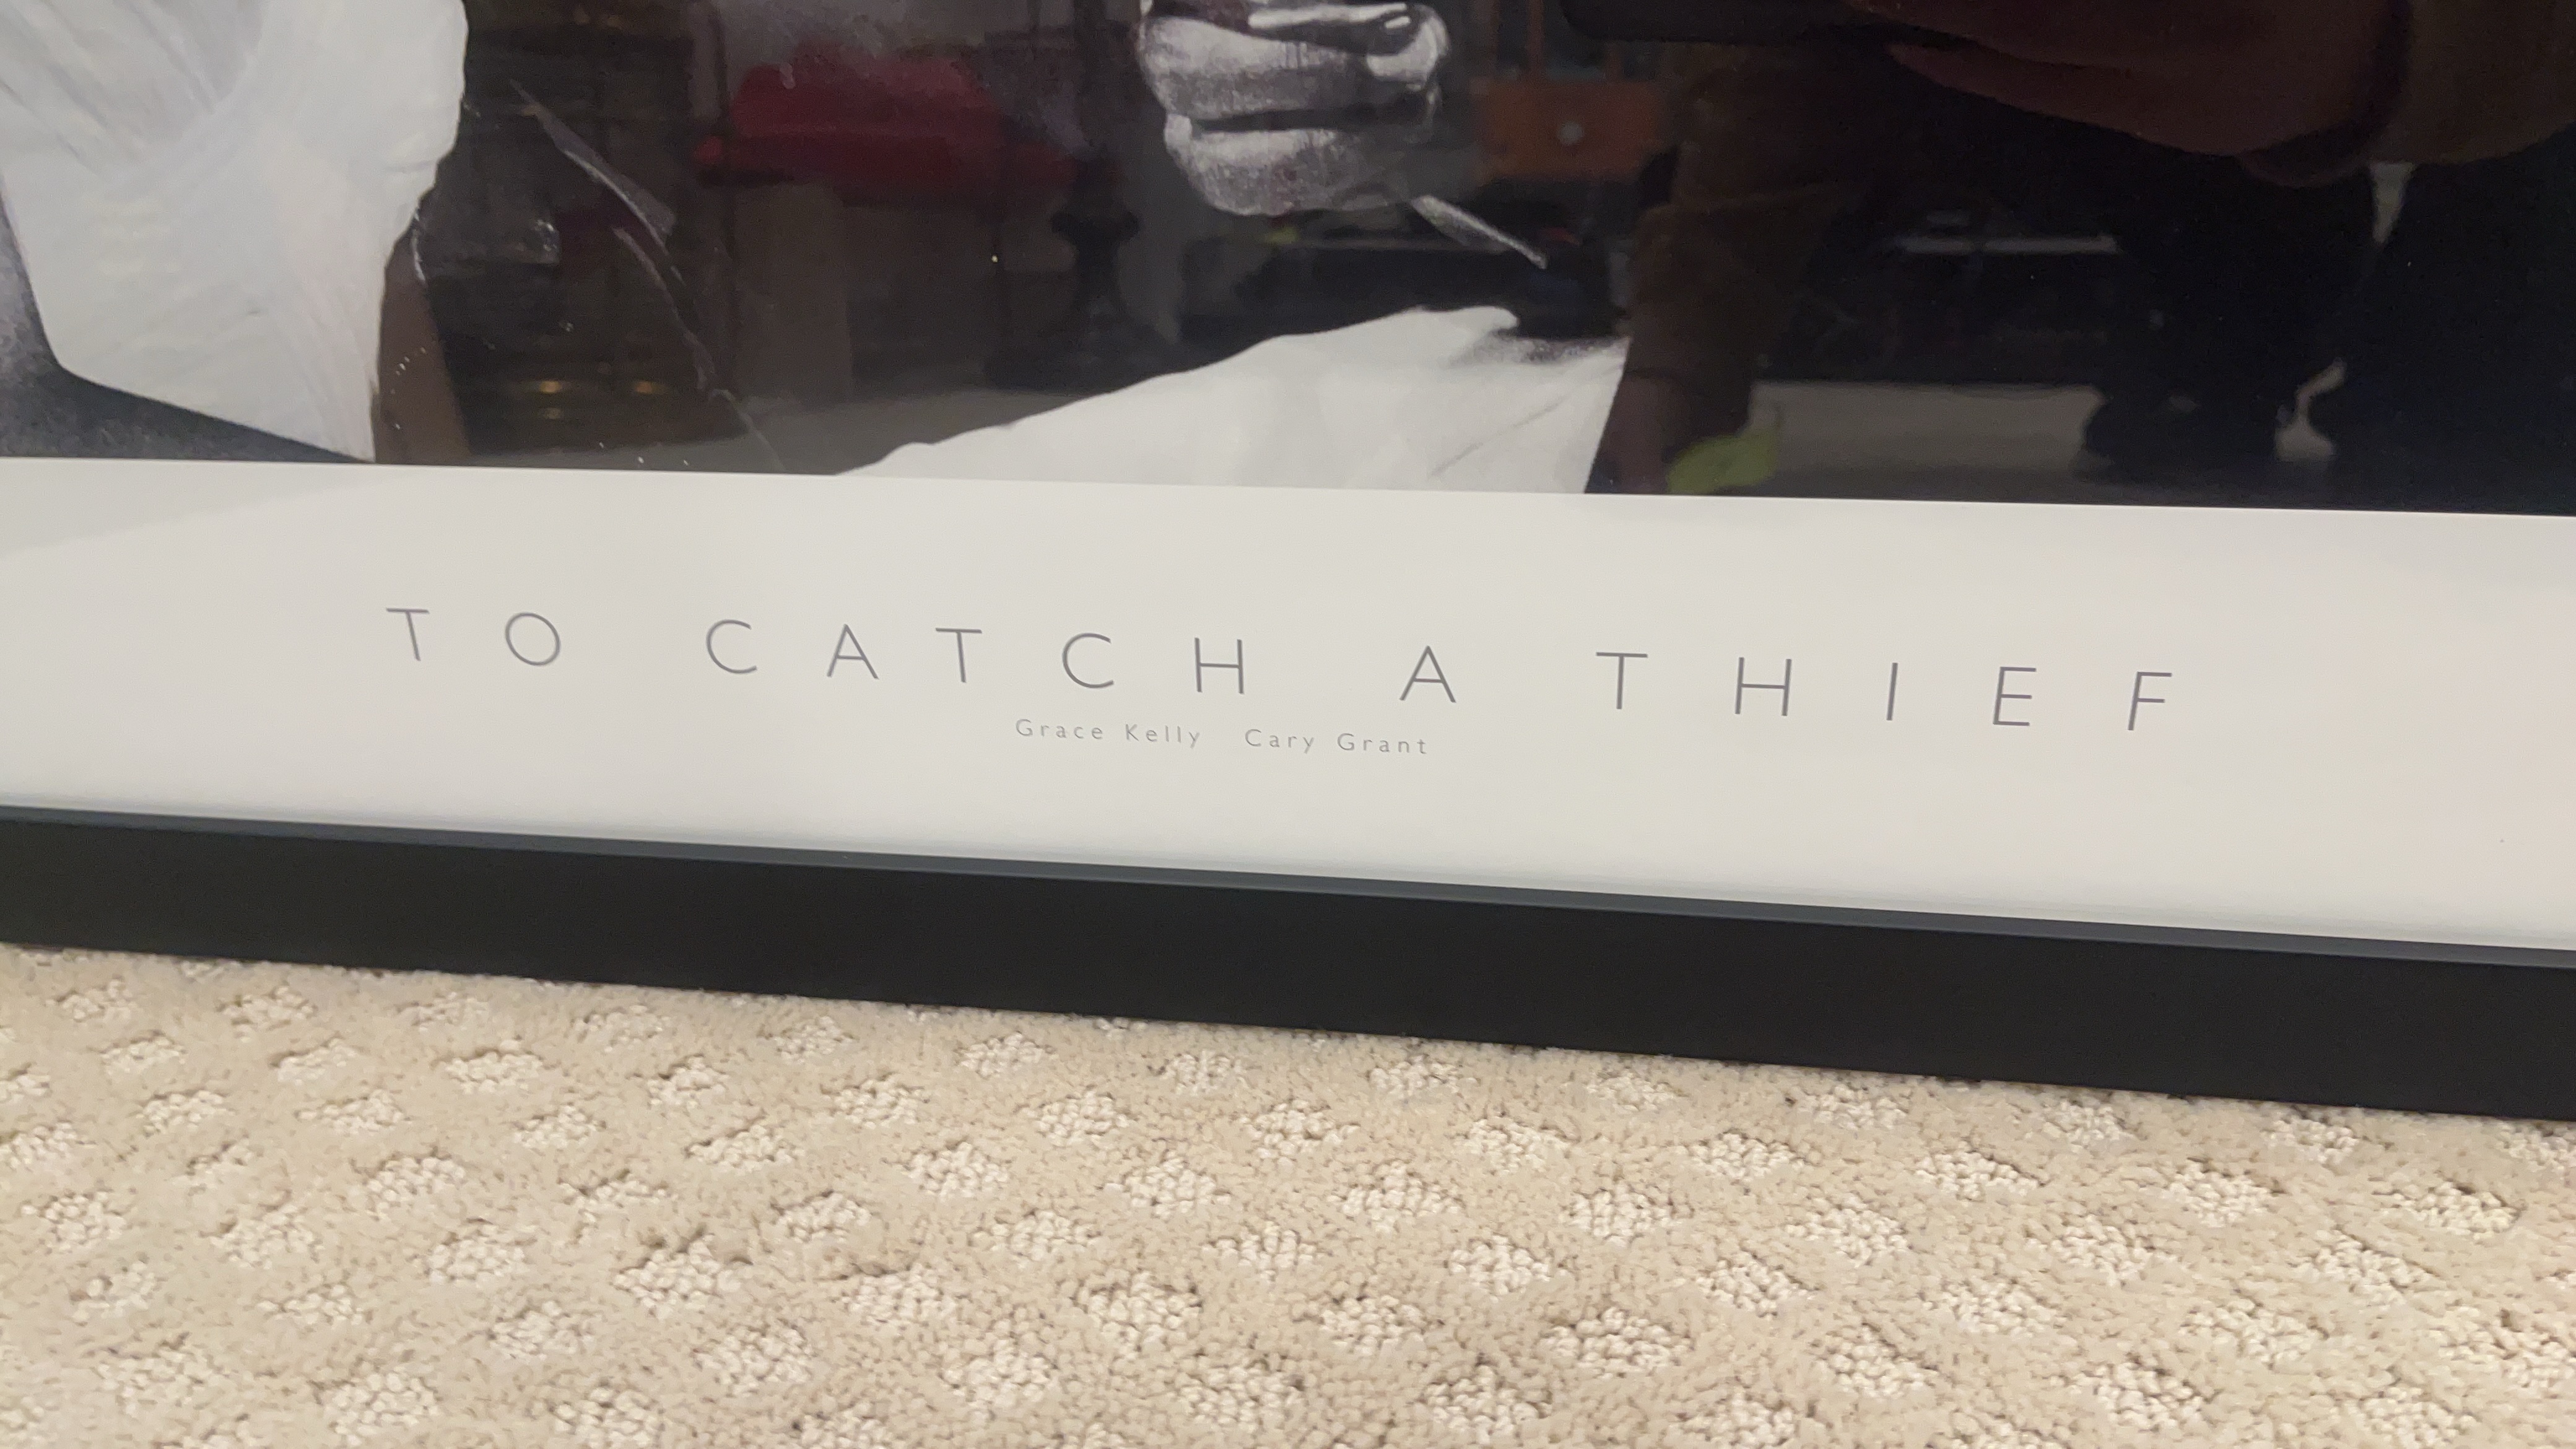 TO CATCH A THIEF
Grace Kelly Cary Grant